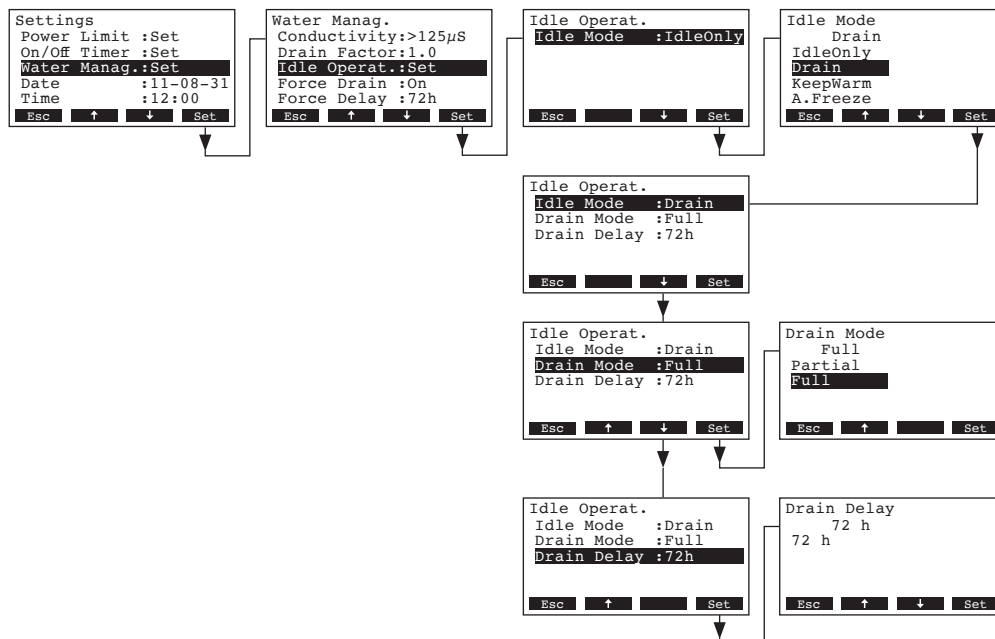 Settings
Power Limit :Set
On/Off Timer :Set
Water Manag.:Set
Date :11-08-31
Time :12:00
Esc ↑ ↓ Set
Water Manag.
Conductivity:>125µS
Drain Factor:1.0
Idle Operat.:Set
Force Drain :On
Force Delay :72h
Esc ↑ ↓ Set
Idle Operat.
Idle Mode :IdleOnly
Esc ↓ Set
Idle Mode
Drain
IdleOnly
Drain
KeepWarm
A.Freeze
Esc ↑ ↓ Set
Idle Operat.
Idle Mode :Drain
Drain Mode :Full
Drain Delay :72h
Esc ↓ Set
Idle Operat.
Idle Mode :Drain
Drain Mode :Full
Drain Delay :72h
Esc ↑ ↓ Set
Drain Mode
Full
Partial
Full
Esc ↑ Set
Idle Operat.
Idle Mode :Drain
Drain Mode :Full
Drain Delay :72h
Esc ↑ Set
Drain Delay
72 h
72 h
Esc ↑ ↓ Set